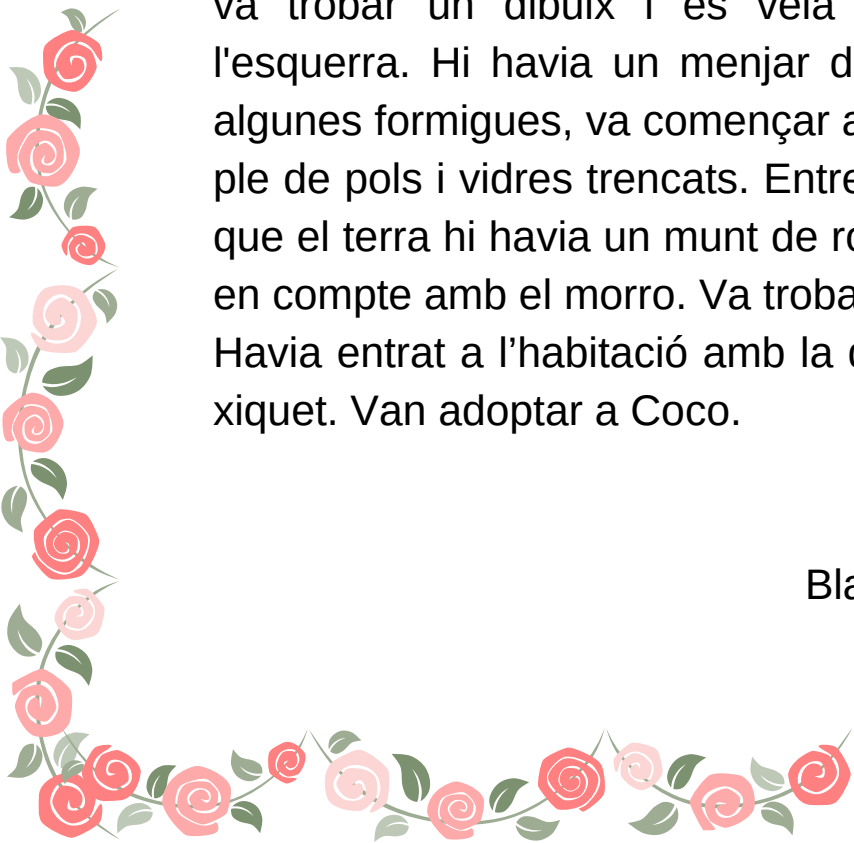 va trobar un dibuix i es veia
l'esquerra. Hi havia un menjar d
algunes formigues, va començar a
ple de pols i vidres trencats. Entre
que el terra hi havia un munt de ro
en compte amb el morro. Va troba
Havia entrat a l’habitació amb la
xiquet. Van adoptar a Coco.
Bla